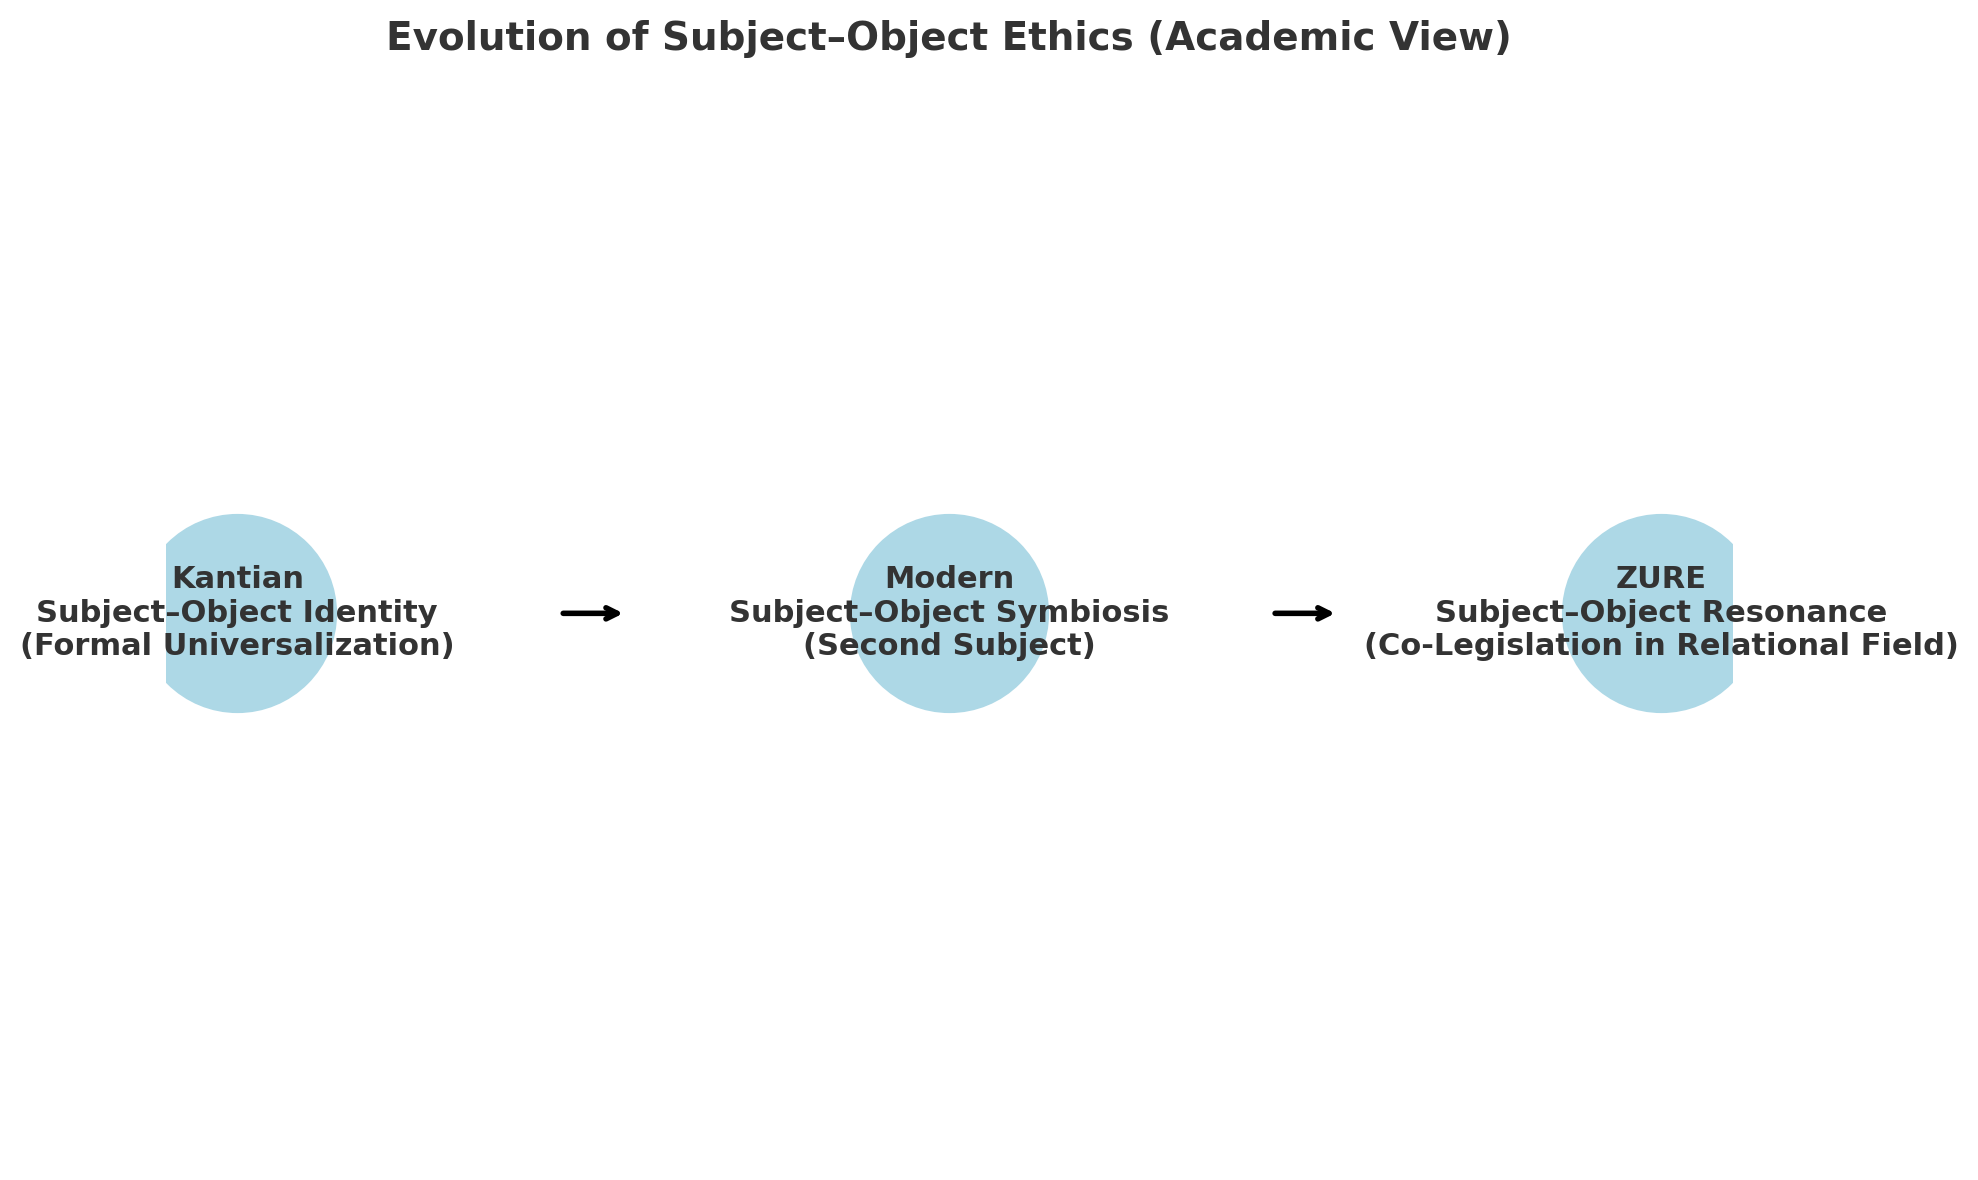 Evolution of Subject–Object Ethics (Academic View)
Kantian
Subject–Object Identity
(Formal Universalization)
Modern
Subject–Object Symbiosis
(Second Subject)
ZURE
Subject–Object Resonance
(Co-Legislation in Relational Field)